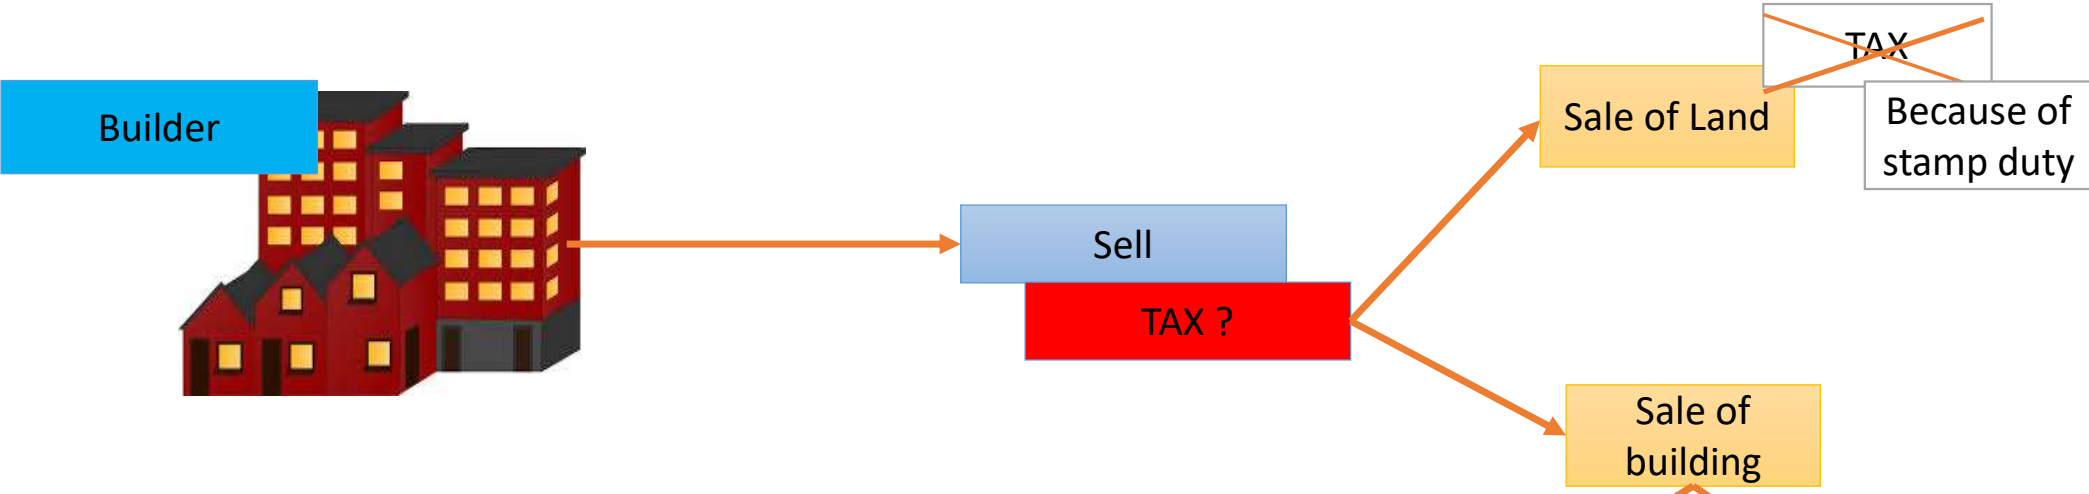 Builder
Sell
TAX ?
Sale of Land
TAX
Because of
stamp duty
Sale of
building